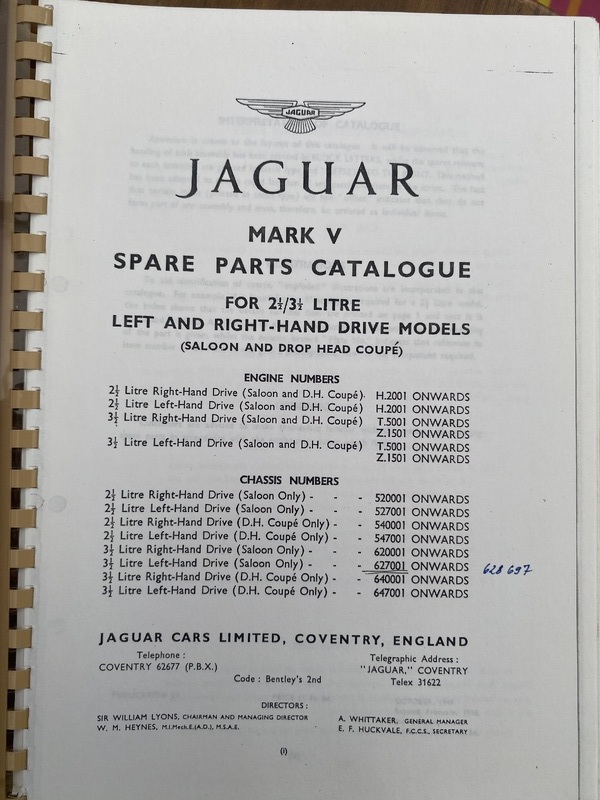 JAGUAR
JAGUAR
MARK V
SPARE PARTS CATALOGUE
FOR 2½/3½ LITRE
LEFT AND RIGHT-HAND DRIVE MODELS
(SALOON AND DROP HEAD COUPÉ)
ENGINE NUMBERS
2½ Litre Right-Hand Drive (Saloon and D.H. Coupé) - H.2001 ONWARDS
2½ Litre Left-Hand Drive (Saloon and D.H. Coupé) H.2001 ONWARDS
3½ Litre Right-Hand Drive (Saloon and D.H. Coupé) T.5001 ONWARDS
Z.1501 ONWARDS
3½ Litre Left-Hand Drive (Saloon and D.H. Coupé) T.5001 ONWARDS
Z.1501 ONWARDS
CHASSIS NUMBERS
2½ Litre Right-Hand Drive (Saloon Only) - - - 520001 ONWARDS
2½ Litre Left-Hand Drive (Saloon Only) - - - 527001 ONWARDS
2½ Litre Right-Hand Drive (D.H. Coupé Only) - - 540001 ONWARDS
2½ Litre Left-Hand Drive (D.H. Coupé Only) - - 547001 ONWARDS
3½ Litre Right-Hand Drive (Saloon Only) - - - 620001 ONWARDS
3½ Litre Left-Hand Drive (Saloon Only) - - - 627001 ONWARDS 628697
3½ Litre Right-Hand Drive (D.H. Coupé Only) - - 640001 ONWARDS
3½ Litre Left-Hand Drive (D.H. Coupé Only) - - 647001 ONWARDS
JAGUAR CARS LIMITED, COVENTRY, ENGLAND
Telephone : Telegraphic Address :
COVENTRY 62677 (P.B.X.) "JAGUAR," COVENTRY
Code : Bentley's 2nd Telex 31622
DIRECTORS :
SIR WILLIAM LYONS, CHAIRMAN AND MANAGING DIRECTOR A. WHITTAKER, GENERAL MANAGER
W. M. HEYNES, M.I.Mech.E.(A.D.), M.S.A.E. E. F. HUCKVALE, F.C.C.S., SECRETARY
(i)